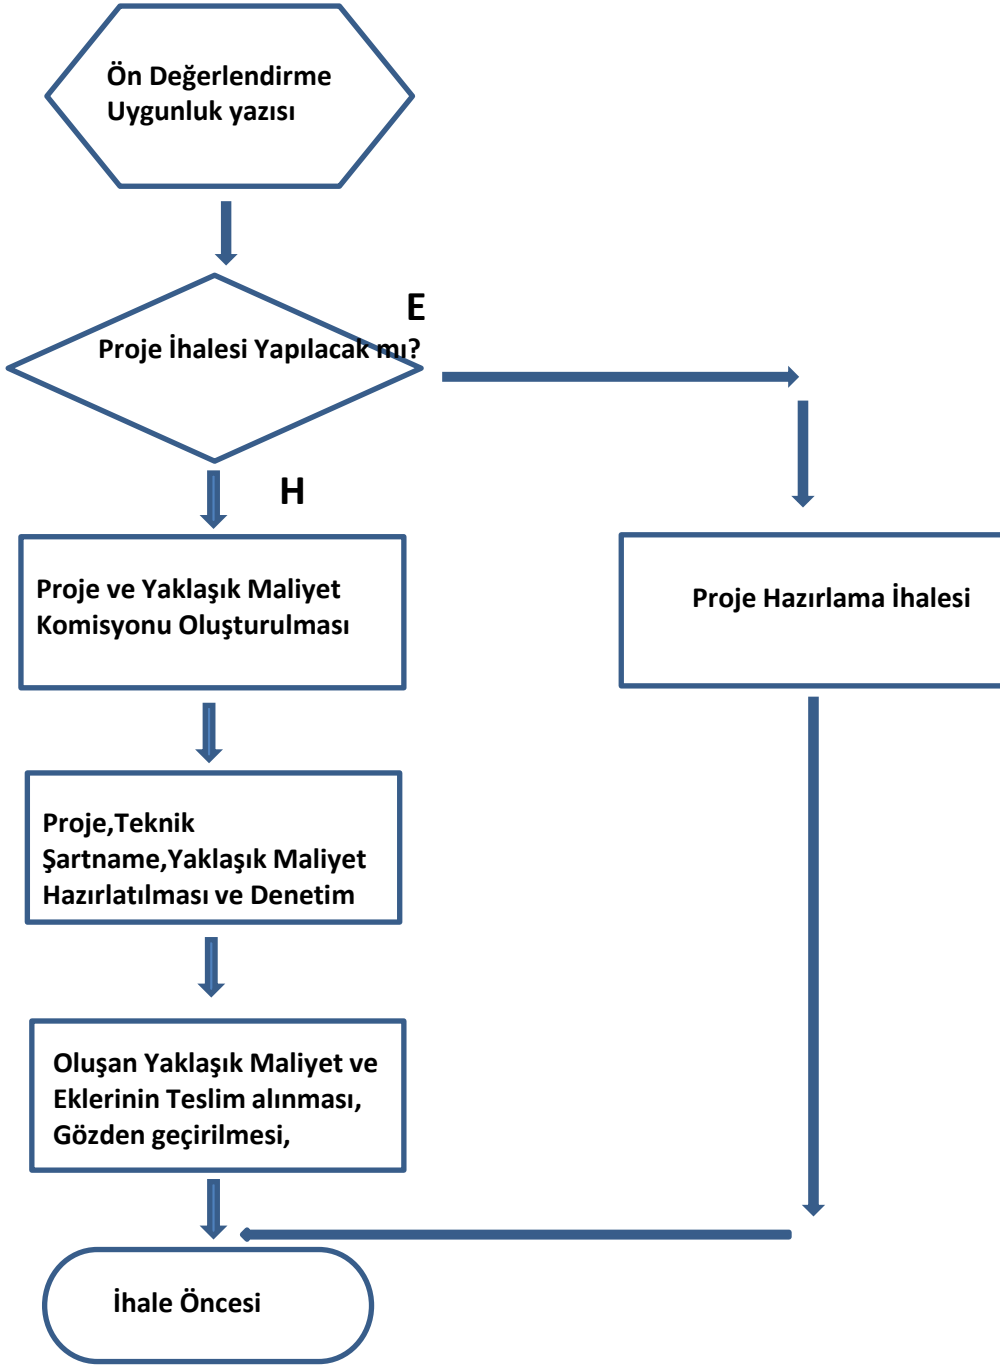 Ön Değerlendirme
Uygunluk yazısı
E
Proje İhalesi Yapılacak mı?
H
Proje ve Yaklaşık Maliyet
Komisyonu Oluşturulması
Proje Hazırlama İhalesi
Proje,Teknik
Şartname,Yaklaşık Maliyet
Hazırlatılması ve Denetim
Oluşan Yaklaşık Maliyet ve
Eklerinin Teslim alınması,
Gözden geçirilmesi,
İhale Öncesi